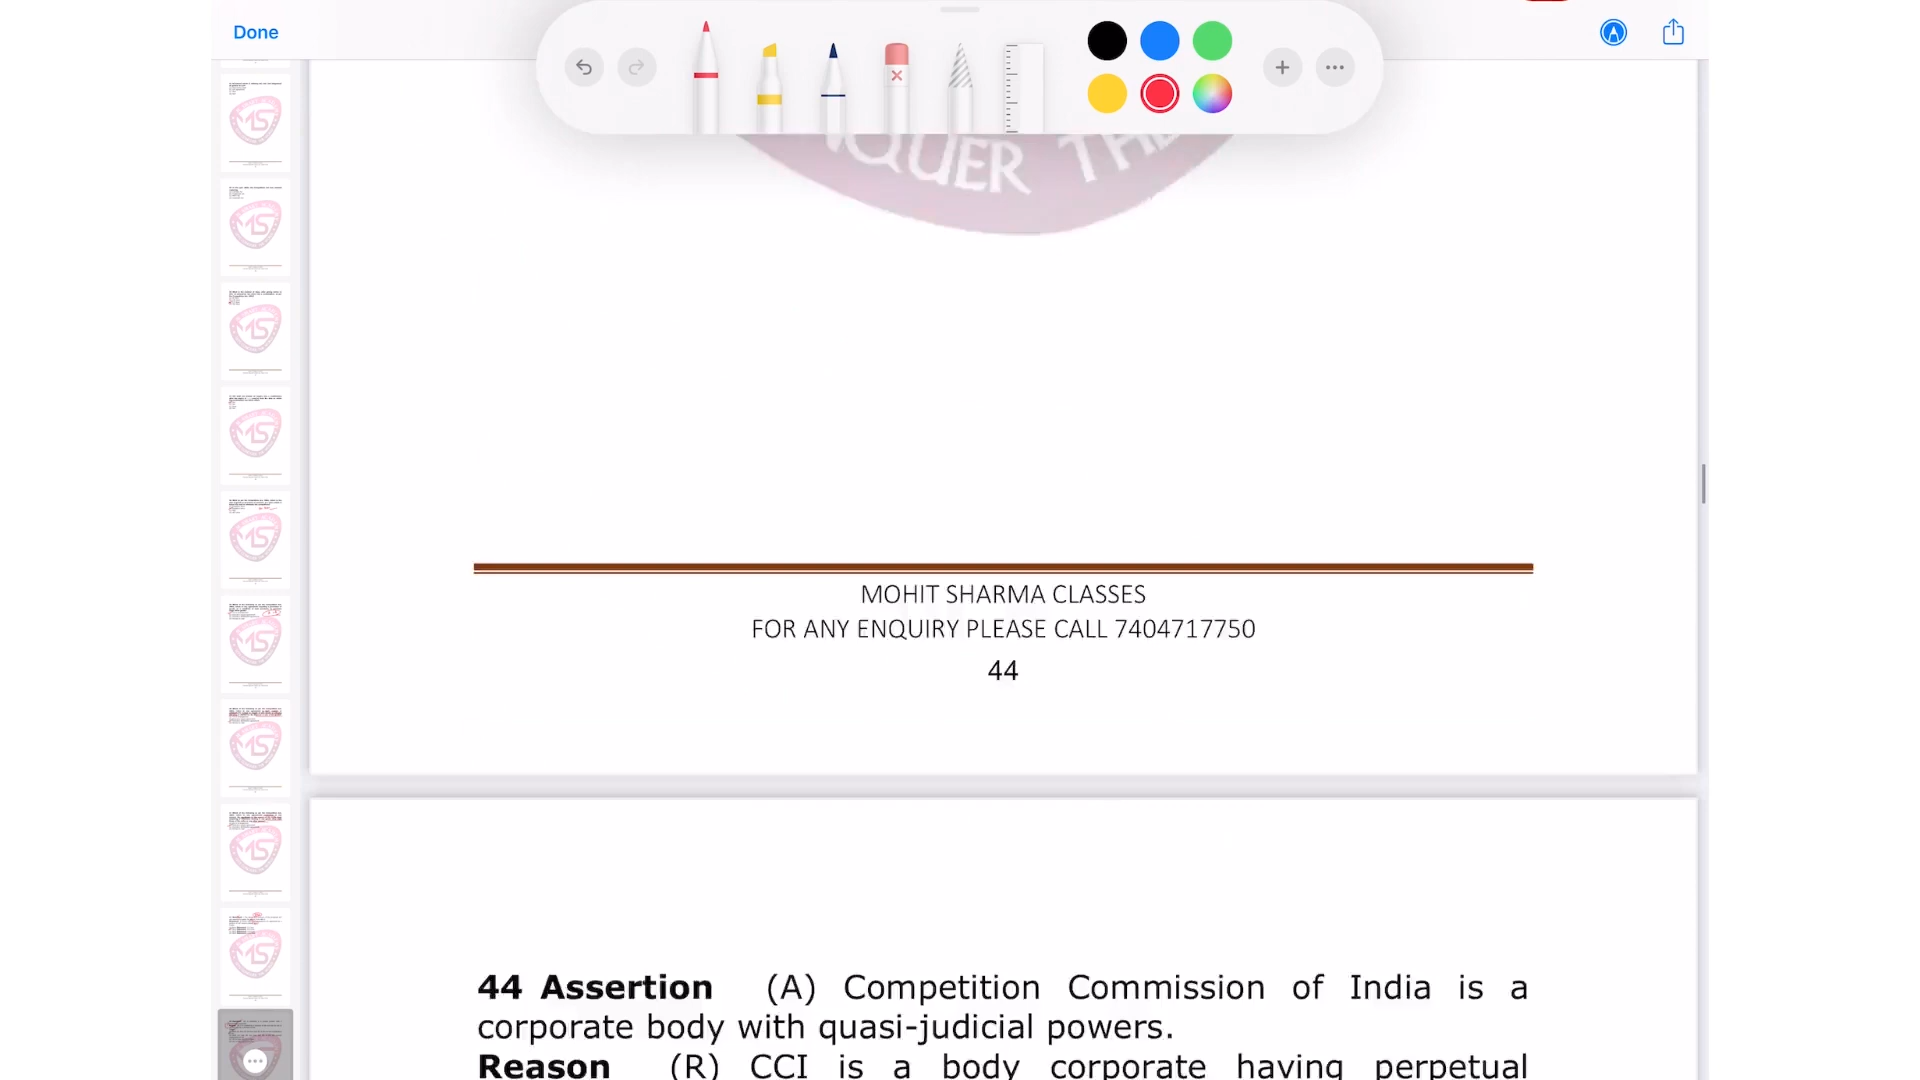 Done
QUER THE
MOHIT SHARMA CLASSES
FOR ANY ENQUIRY PLEASE CALL 7404717750
44
44 Assertion (A) Competition Commission of India is a
corporate body with quasi-judicial powers.
Reason (R) CCI is a body corporate having perpetual